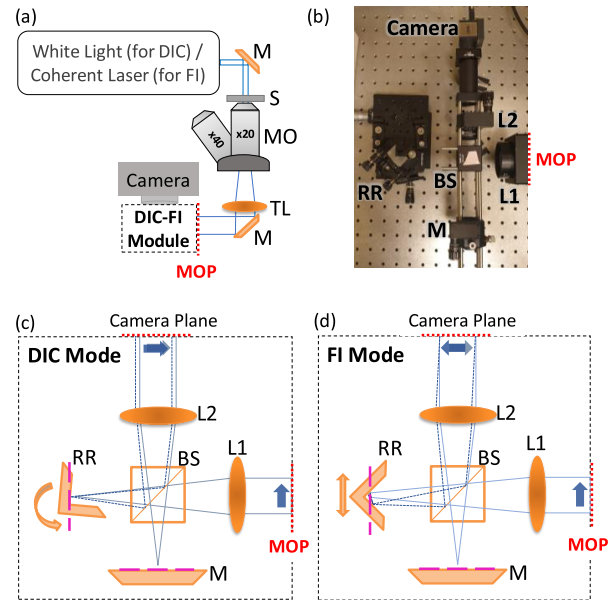 (a)
White Light (for DIC) /
Coherent Laser (for FI)
M
S
MO
x40
x20
Camera
TL
DIC-FI
Module
M
MOP
(b)
Camera
L2
MOP
BS
RR
L1
M
(c)
Camera Plane
DIC Mode
L2
RR
BS
L1
MOP
M
(d)
Camera Plane
FI Mode
L2
RR
BS
L1
MOP
M